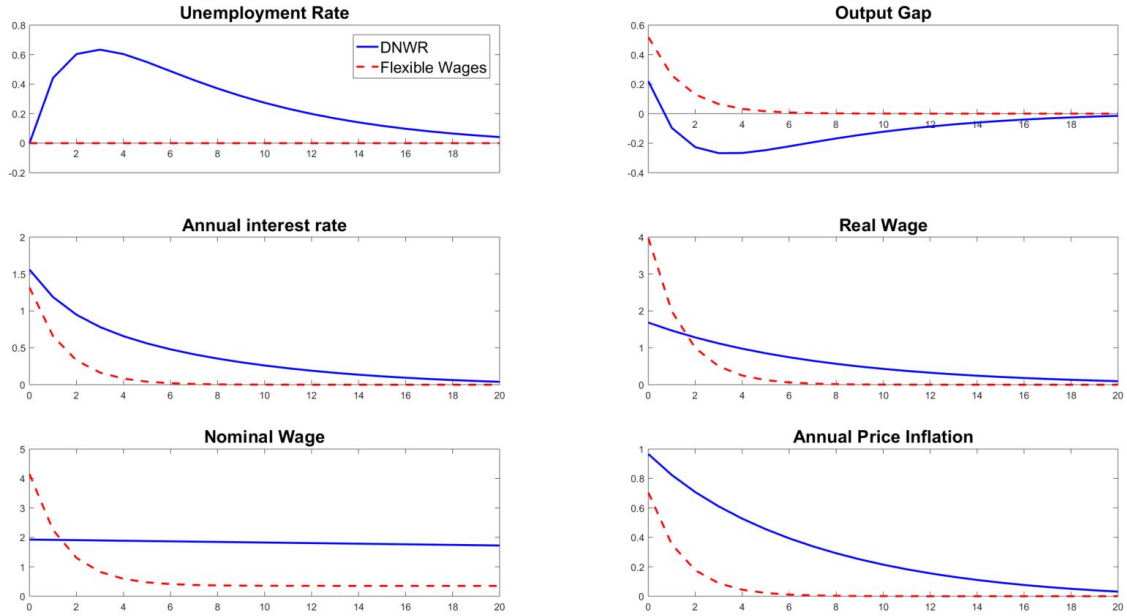 Unemployment Rate
0.8
0.6
0.4
0.2
0
-0.2
2 4 6 8 10 12 14 16 18
DNWR
Flexible Wages
Output Gap
0.6
0.4
0.2
0
-0.2
-0.4
2 4 6 8 10 12 14 16 18
Annual interest rate
2
1.5
1
0.5
0
0 2 4 6 8 10 12 14 16 18 20
Real Wage
4
3
2
1
0
0 2 4 6 8 10 12 14 16 18 20
Nominal Wage
5
4
3
2
1
0
0 2 4 6 8 10 12 14 16 18 20
Annual Price Inflation
1
0.8
0.6
0.4
0.2
0
0 2 4 6 8 10 12 14 16 18 20